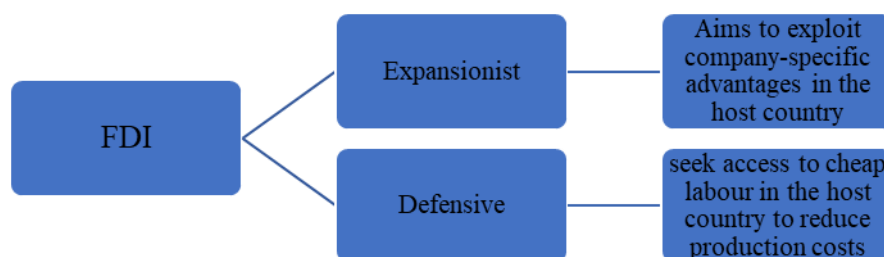 FDI
Expansionist
Aims to exploit
company-specific
advantages in the
host country
Defensive
seek access to cheap
labour in the host
country to reduce
production costs